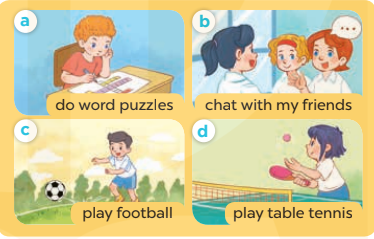 a
do word puzzles
b
chat with my friends
c
play football
d
play table tennis